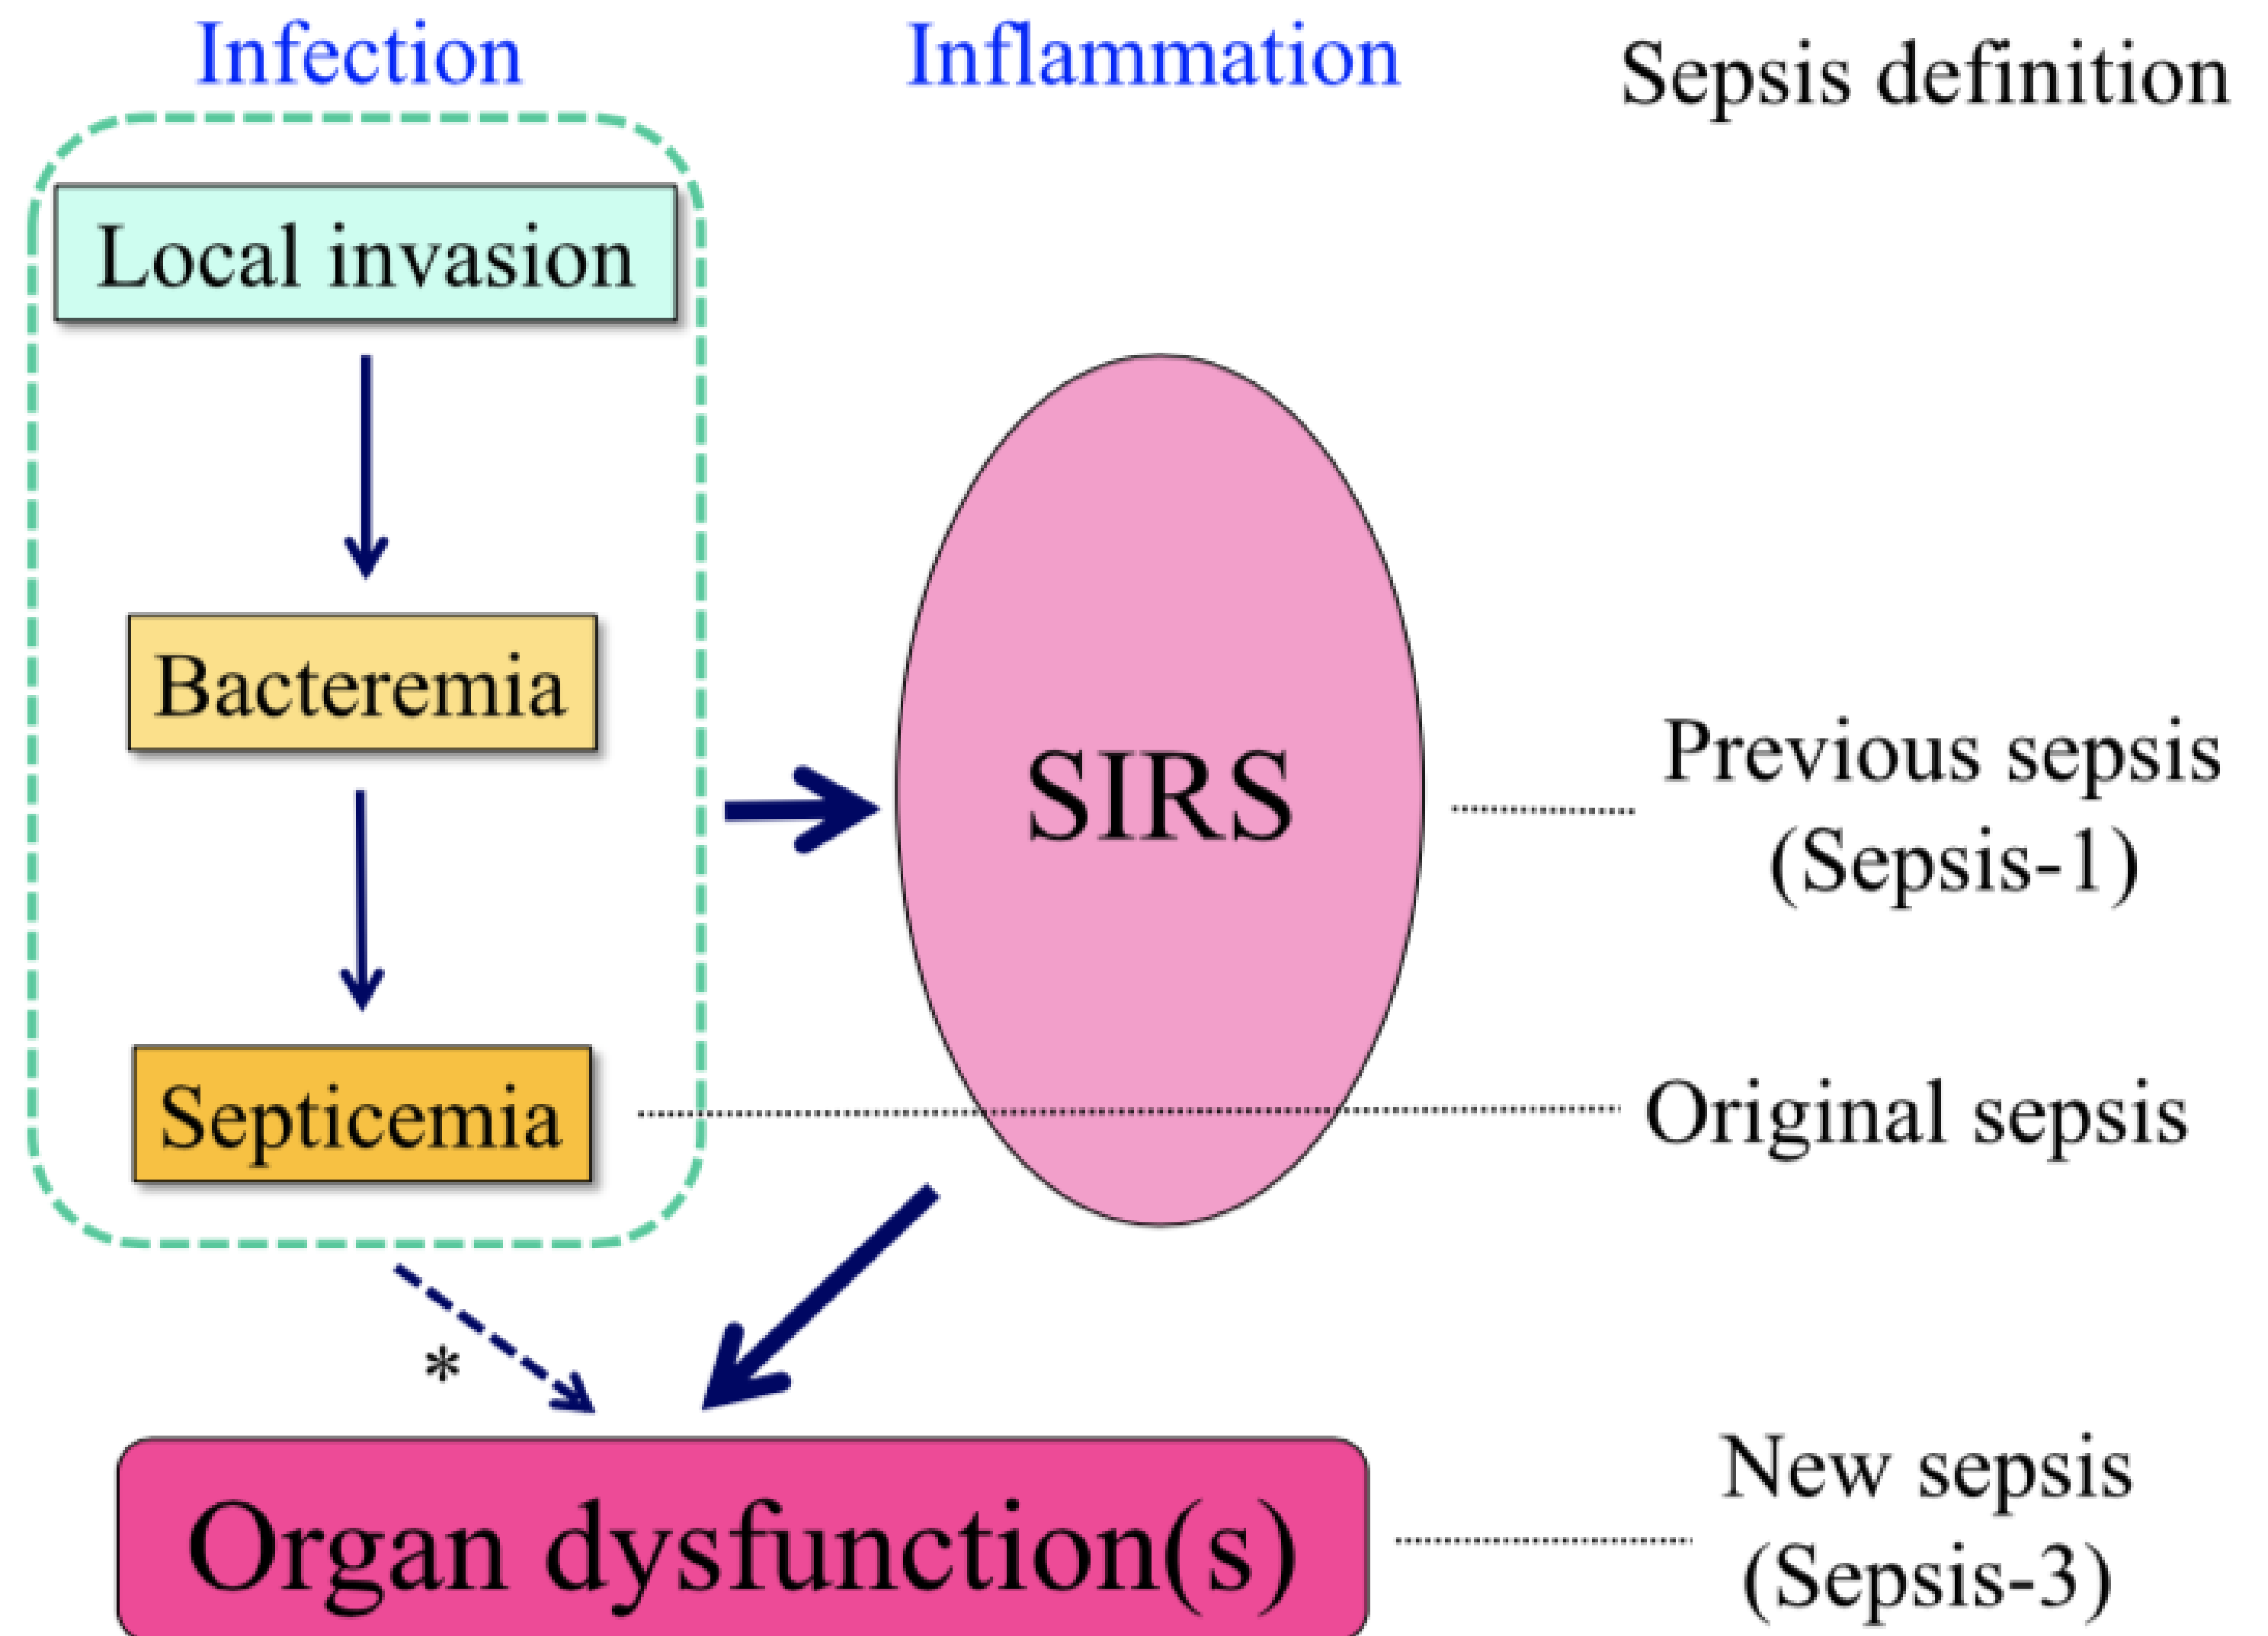 Infection
Inflammation
Sepsis definition
Local invasion
Bacteremia
SIRS
Previous sepsis
(Sepsis-1)
Septicemia
Original sepsis
*
Organ dysfunction(s)
New sepsis
(Sepsis-3)